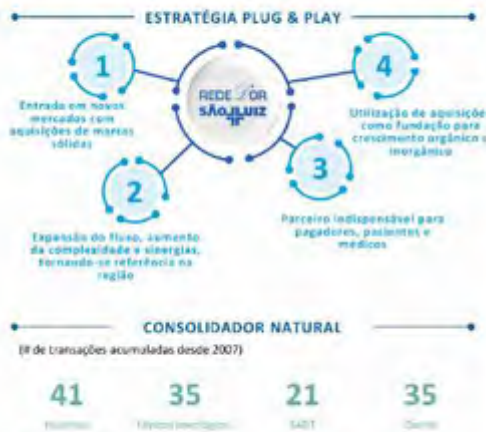 ESTRATÉGIA PLUG & PLAY
1
Entrada em novos
mercados com
aquisições de marcas
sólidas
REDE D'OR
SÃO LUIZ
4
Utilização de aquisições
como fundação para
crescimento orgânico e
inorgânico
2
Expansão do fluxo, aumento
da complexidade e sinergias,
tornando-se referência na
região
3
Parceiro indispensável para
pagadores, pacientes e
médicos
CONSOLIDADOR NATURAL
(# de transações acumuladas desde 2007)
41
35
21
35
Hospitais
SADT